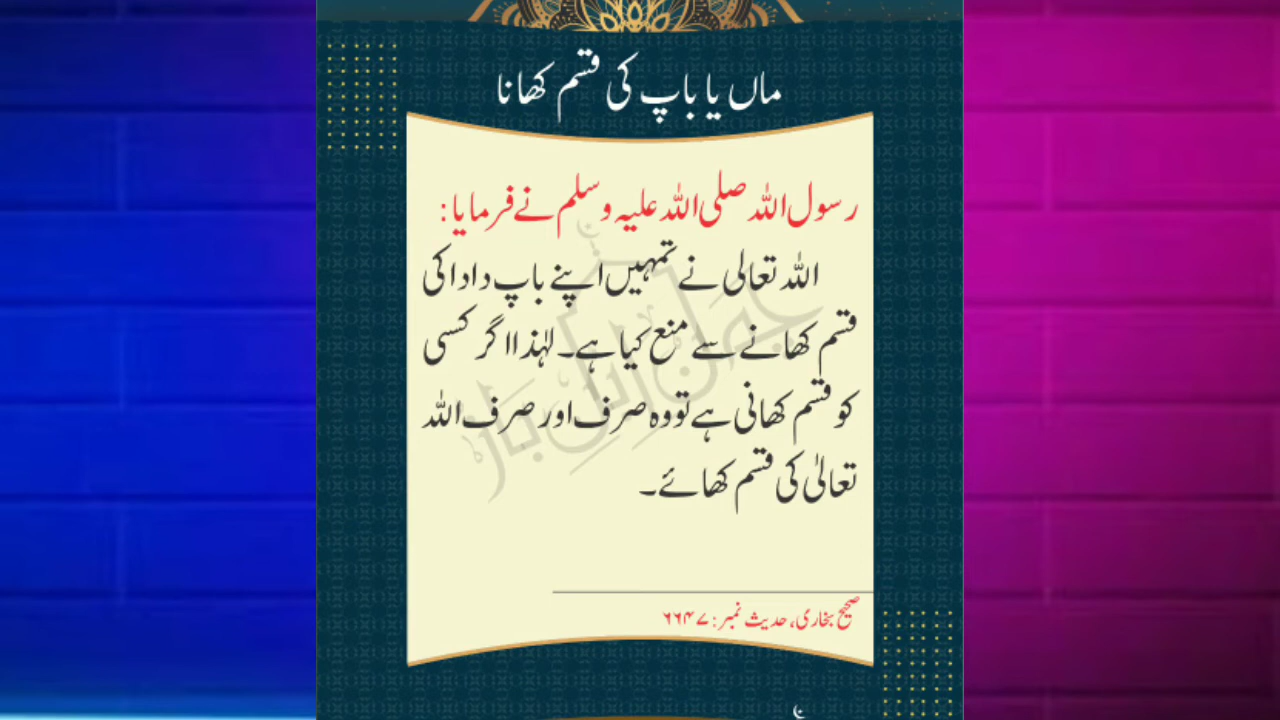 ماں یا باپ کی قسم کھانا
رسول اللہ صلی اللہ علیہ وسلم نے فرمایا:
اللہ تعالی نے تمہیں اپنے باپ دادا کی
قسم کھانے سے منع کیا ہے۔ لہٰذا اگر کسی
کو قسم کھانی ہے تو وہ صرف اور صرف اللہ
تعالیٰ کی قسم کھائے۔
صحیح بخاری، حدیث نمبر: ۶۶۴۷